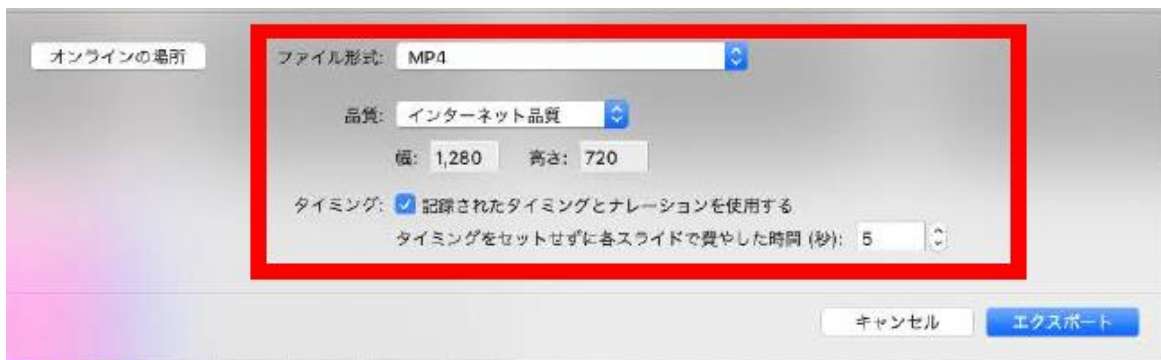 オンラインの場所
ファイル形式: MP4
品質: インターネット品質
幅: 1,280 高さ: 720
タイミング: 記録されたタイミングとナレーションを使用する
タイミングをセットせずに各スライドで費やした時間 (秒): 5
キャンセル エクスポート